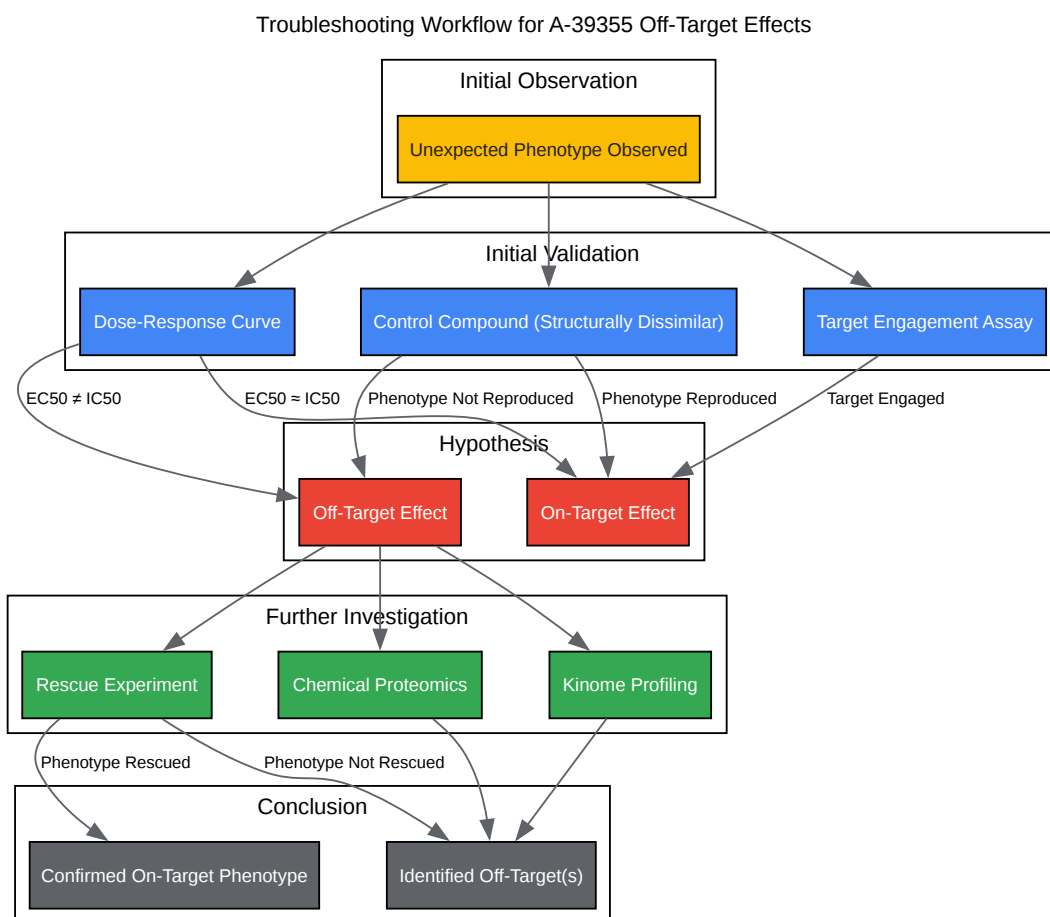 Troubleshooting Workflow for A-39355 Off-Target Effects
Initial Observation
Unexpected Phenotype Observed
Initial Validation
Dose-Response Curve
Control Compound (Structurally Dissimilar)
Target Engagement Assay
EC50 ≠ IC50
EC50 ≈ IC50
Phenotype Not Reproduced
Phenotype Reproduced
Target Engaged
Hypothesis
Off-Target Effect
On-Target Effect
Further Investigation
Rescue Experiment
Chemical Proteomics
Kinome Profiling
Phenotype Rescued
Phenotype Not Rescued
Conclusion
Confirmed On-Target Phenotype
Identified Off-Target(s)